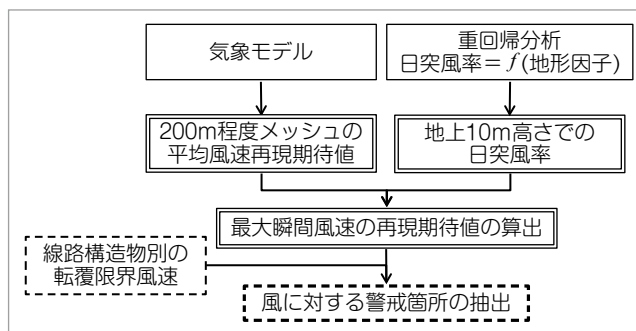 気象モデル
重回帰分析
日突風率＝f(地形因子)
200m程度メッシュの
平均風速再現期待値
地上10m高さでの
日突風率
最大瞬間風速の再現期待値の算出
線路構造物別の
転覆限界風速
風に対する警戒箇所の抽出